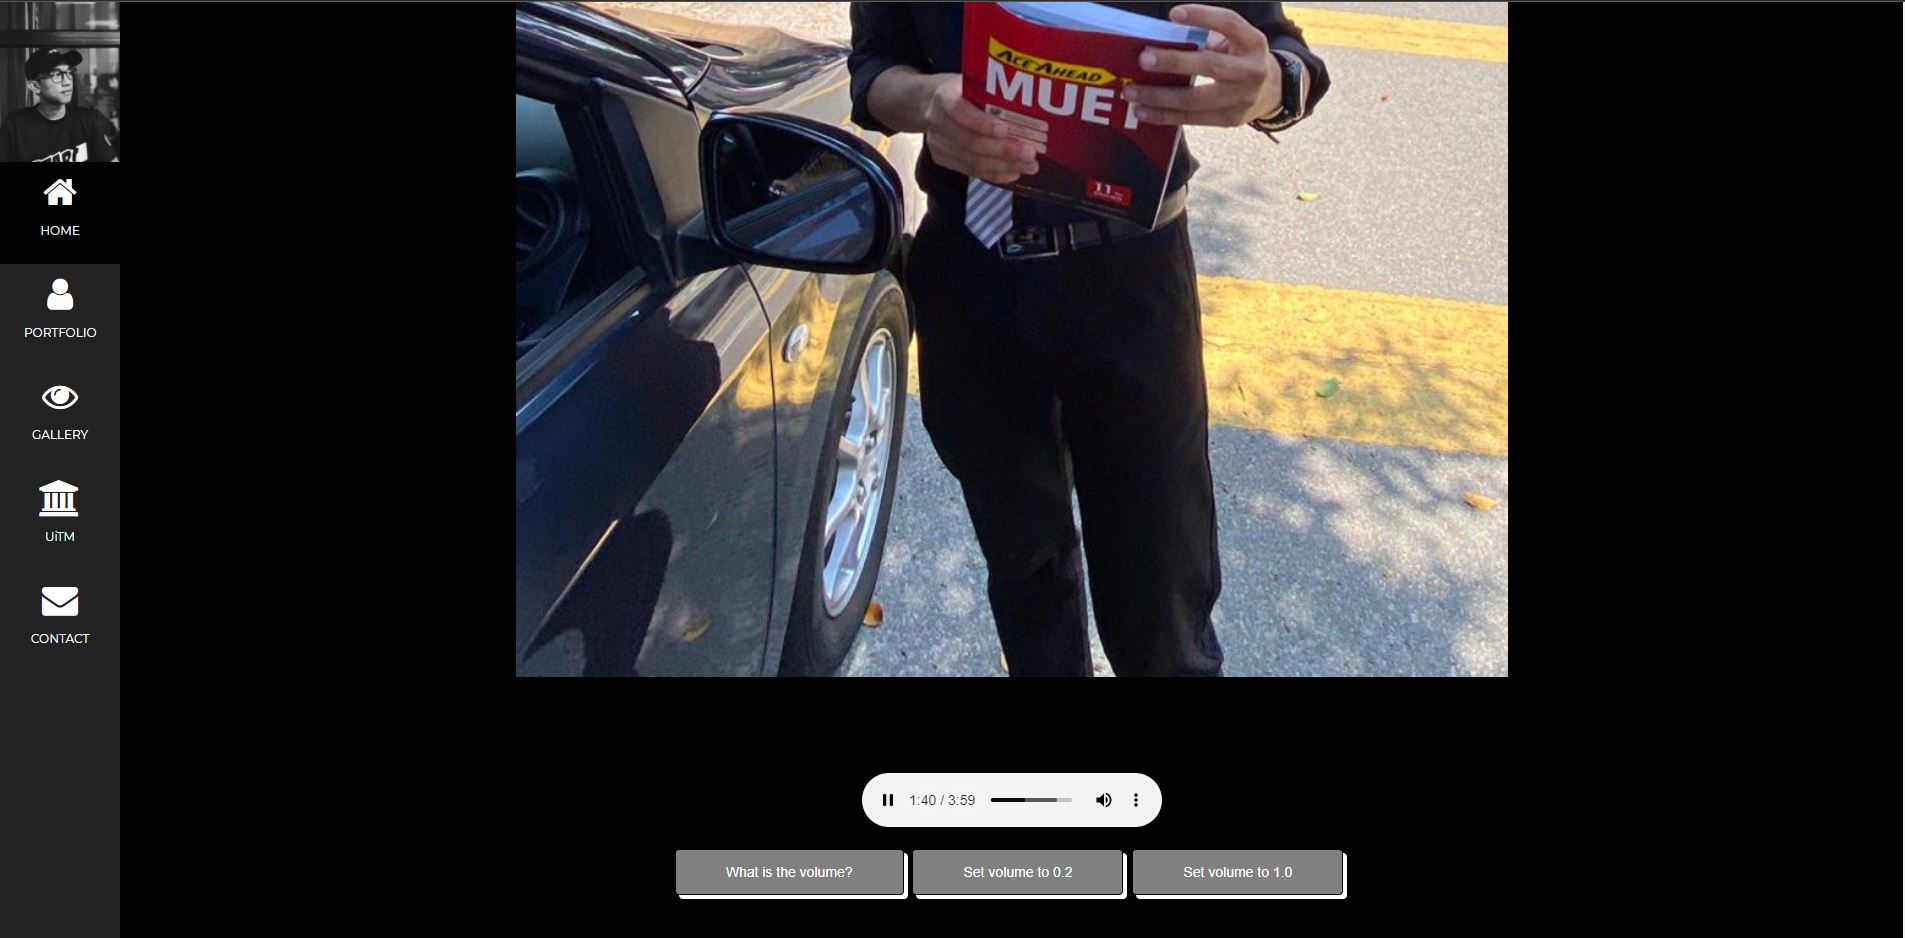 HOME
PORTFOLIO
GALLERY
UiTM
CONTACT
ACE AHEAD
MUET
11
1:40 / 3:59
What is the volume?
Set volume to 0.2
Set volume to 1.0